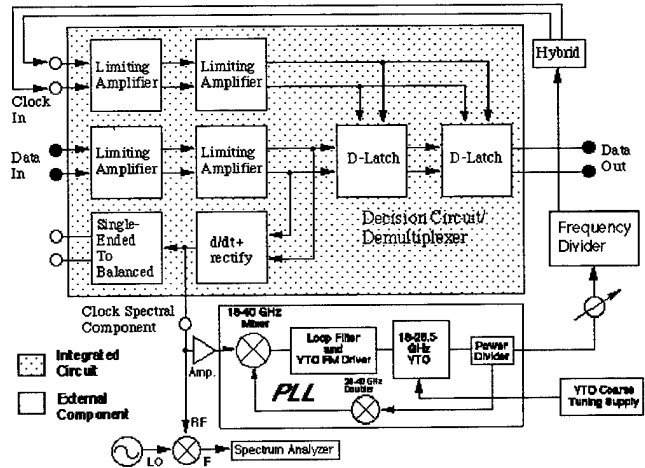 Hybrid
Limiting
Amplifier
Limiting
Amplifier
Clock
In
Data
In
Limiting
Amplifier
Limiting
Amplifier
D-Latch
D-Latch
Data
Out
Decision Circuit/
Demultiplexer
Single-
Ended
To
Balanced
d/dt+
rectify
Frequency
Divider
Clock Spectral
Component
18-40 GHz
Mixer
Loop Filter
and
YTO FM Driver
18-26.5
GHz
YTO
Power
Divider
Amp.
PLL
26-40 GHz
Doubler
YTO Coarse
Tuning Supply
Integrated
Circuit
External
Component
RF
LO
F
Spectrum Analyzer